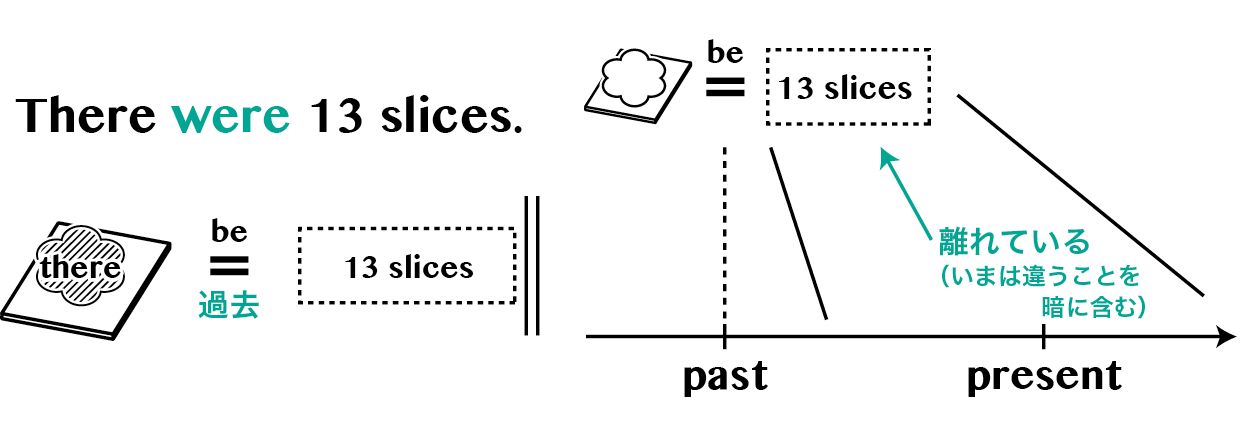 There were 13 slices.
be
there
過去
13 slices
be
13 slices
離れている
（いまは違うことを
暗に含む）
past
present